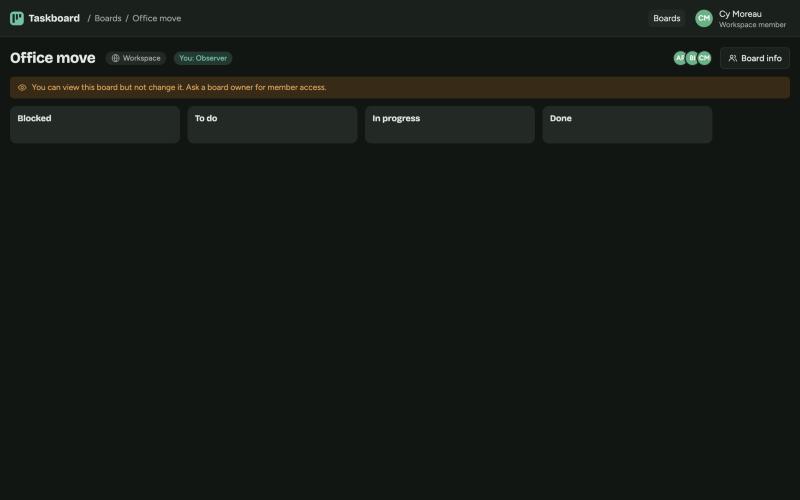 Taskboard / Boards / Office move
Boards
CM
Cy Moreau
Workspace member
Office move
Workspace
You: Observer
CM
Board info
You can view this board but not change it. Ask a board owner for member access.
Blocked
To do
In progress
Done